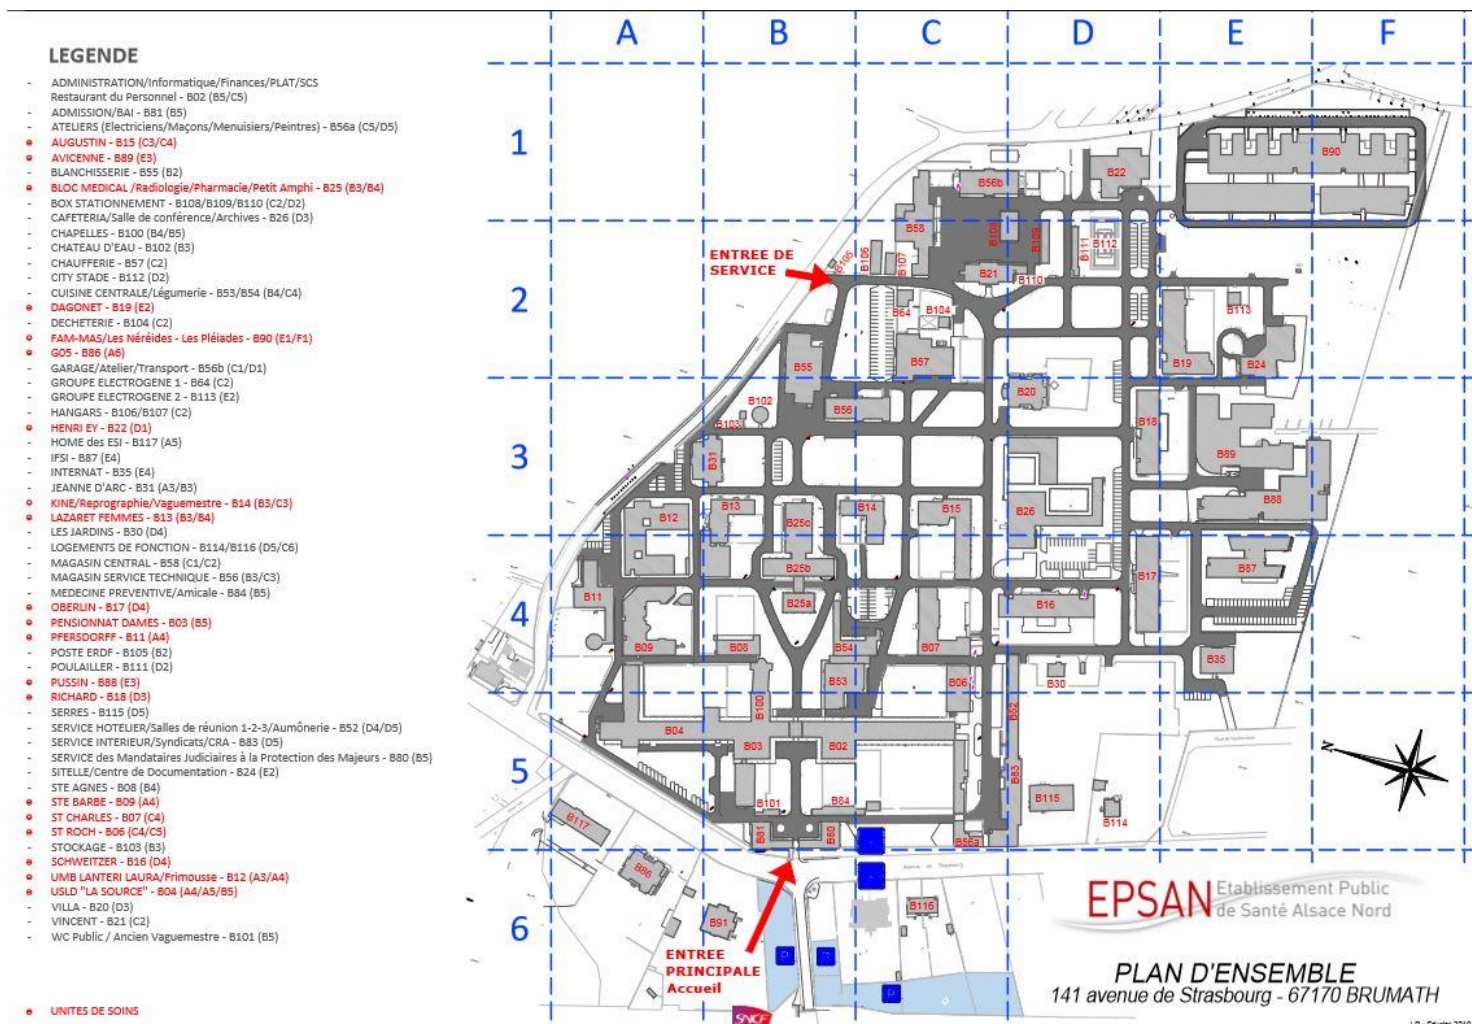 LEGENDE
- ADMINISTRATION/Informatique/Finances/PLAT/SCS
Restaurant du Personnel - B02 (B5/C5)
- ADMISSION/BAI - B81 (B5)
- ATELIERS (Electriciens/Maçons/Menuisiers/Peintres) - B56a (C5/D5)
AUGUSTIN - B15 (C3/C4)
AVICENNE - B89 (E3)
- BLANCHISSERIE - B55 (B2)
BLOC MEDICAL /Radiologie/Pharmacie/Petit Amphi - B25 (B3/B4)
- BOX STATIONNEMENT - B108/B109/B110 (C2/D2)
- CAFETERIA/Salle de conférence/Archives - B26 (D3)
- CHAPELLES - B100 (B4/B5)
- CHATEAU D'EAU - B102 (B3)
- CHAUFFERIE - B57 (C2)
- CITY STADE - B112 (D2)
- CUISINE CENTRALE/Légumerie - B53/B54 (B4/C4)
DAGONET - B19 (E2)
- DECHETERIE - B104 (C2)
FAM-MAS/Les Néréides - Les Pléiades - B90 (E1/F1)
G05 - B86 (A6)
- GARAGE/Atelier/Transport - B56b (C1/D1)
- GROUPE ELECTROGENE 1 - B64 (C2)
- GROUPE ELECTROGENE 2 - B113 (E2)
- HANGARS - B106/B107 (C2)
HENRI EY - B22 (D1)
- HOME des ESI - B117 (A5)
- IFSI - B87 (E4)
- INTERNAT - B35 (E4)
- JEANNE D'ARC - B31 (A3/B3)
KINE/Reprographie/Vaguemestre - B14 (B3/C3)
LAZARET FEMMES - B13 (B3/B4)
- LES JARDINS - B30 (D4)
- LOGEMENTS DE FONCTION - B114/B116 (D5/C6)
- MAGASIN CENTRAL - B58 (C1/C2)
- MAGASIN SERVICE TECHNIQUE - B56 (B3/C3)
- MEDECINE PREVENTIVE/Amicale - B84 (B5)
OBERLIN - B17 (D4)
PENSIONNAT DAMES - B03 (B5)
PFERSDORFF - B11 (A4)
- POSTE ERDF - B105 (B2)
- POULAILLER - B111 (D2)
PUSSIN - B88 (E3)
RICHARD - B18 (D3)
- SERRES - B115 (D5)
- SERVICE HOTELIER/Salles de réunion 1-2-3/Aumônerie - B52 (D4/D5)
- SERVICE INTERIEUR/Syndicats/CRA - B83 (D5)
- SERVICE des Mandataires Judiciaires à la Protection des Majeurs - B80 (B5)
- SITELLE/Centre de Documentation - B24 (E2)
- STE AGNES - B08 (B4)
STE BARBE - B09 (A4)
ST CHARLES - B07 (C4)
ST ROCH - B06 (C4/C5)
- STOCKAGE - B103 (B3)
SCHWEITZER - B16 (D4)
UMB LANTERI LAURA/Frimousse - B12 (A3/A4)
USLD "LA SOURCE" - B04 (A4/A5/B5)
- VILLA - B20 (D3)
- VINCENT - B21 (C2)
- WC Public / Ancien Vaguemestre - B101 (B5)
UNITES DE SOINS
A B C D E F
1
B90
B22
B56b
B58
B108
B109
B111
B112
ENTREE DE
SERVICE
B105
B106
B107
B21
B110
2
B64
B104
B113
B55
B57
B19
B24
B20
B102
B103
B56
B18
3
B31
B89
B88
B12
B13
B25c
B14
B15
B26
B25b
B17
B87
B11
B25a
B16
4
B09
B08
B54
B07
B35
B53
B06
B30
B100
B52
B04
B03
B02
5
B83
B115
B114
B101
B84
B117
B81
B80
B56a
Avenue de Strasbourg
B86
B91
B116
6
ENTREE
PRINCIPALE
Accueil
SNCF
N
EPSAN Etablissement Public
de Santé Alsace Nord
PLAN D'ENSEMBLE
141 avenue de Strasbourg - 67170 BRUMATH